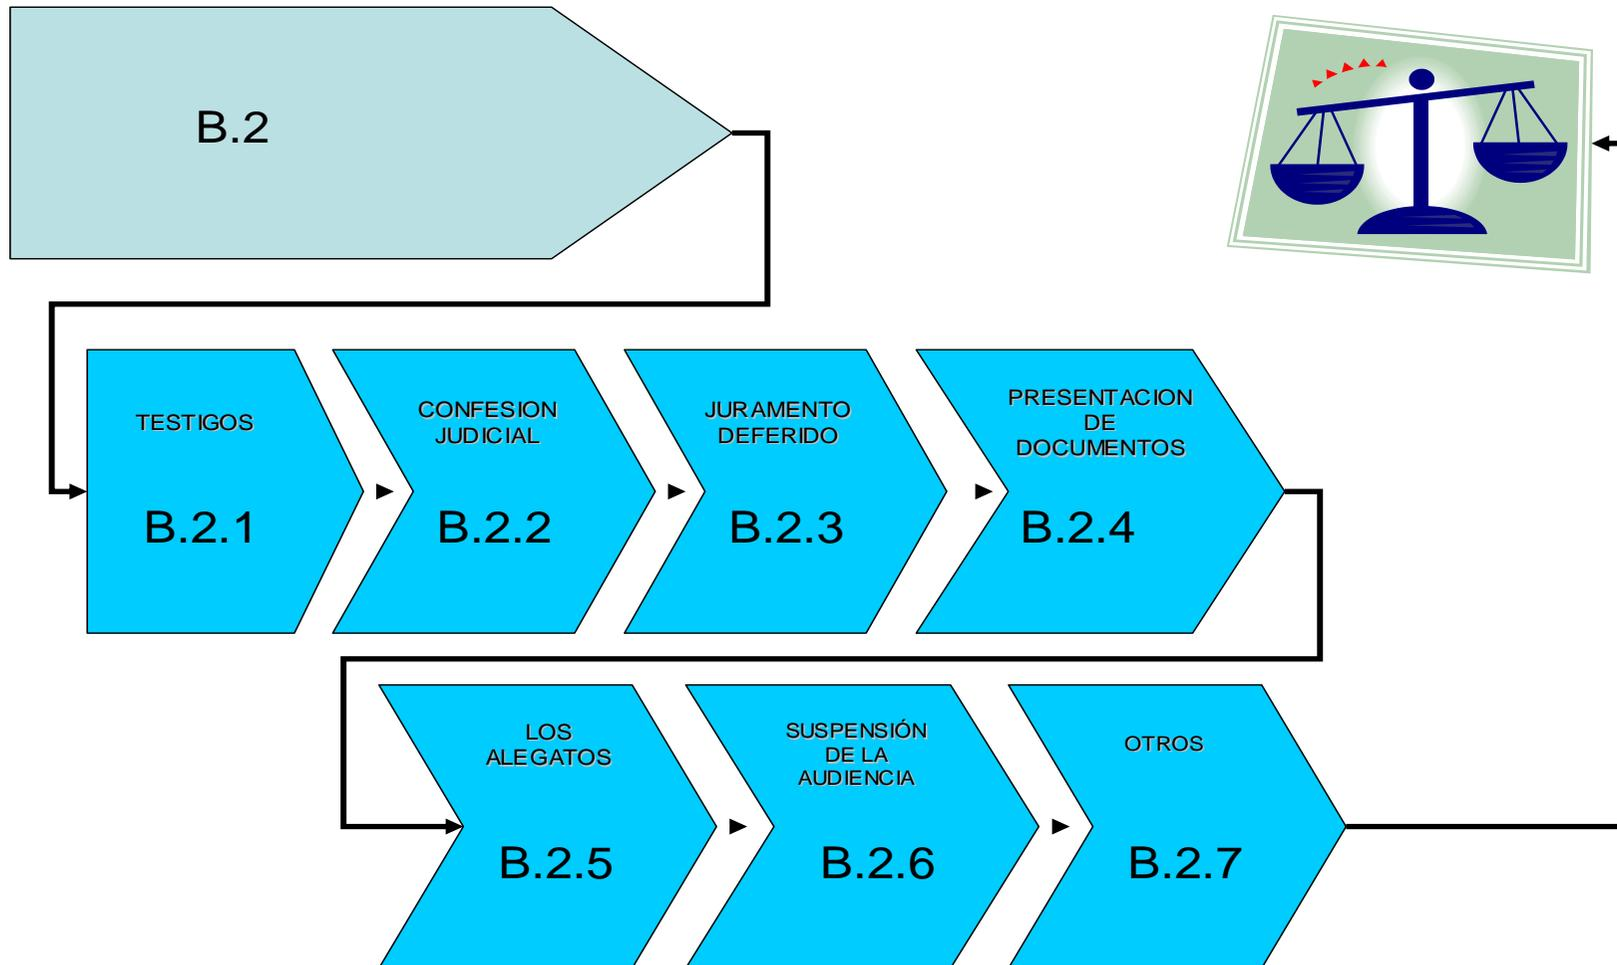 B.2
TESTIGOS
B.2.1
CONFESION
JUDICIAL
B.2.2
JURAMENTO
DEFERIDO
B.2.3
PRESENTACION
DE
DOCUMENTOS
B.2.4
LOS
ALEGATOS
B.2.5
SUSPENSIÓN
DE LA
AUDIENCIA
B.2.6
OTROS
B.2.7